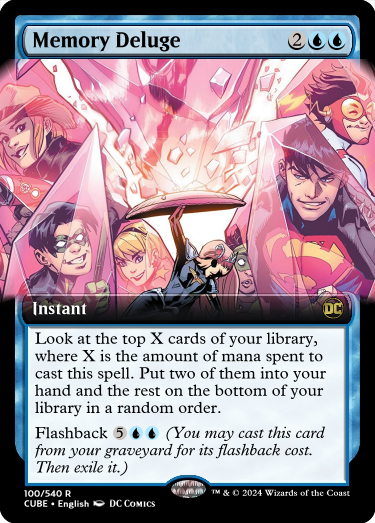 Memory Deluge 2
Instant DC
Look at the top X cards of your library,
where X is the amount of mana spent to
cast this spell. Put two of them into your
hand and the rest on the bottom of your
library in a random order.
Flashback 5 (You may cast this card
from your graveyard for its flashback cost.
Then exile it.)
100/540 R ™ & © 2024 Wizards of the Coast
CUBE • English DC COMICS